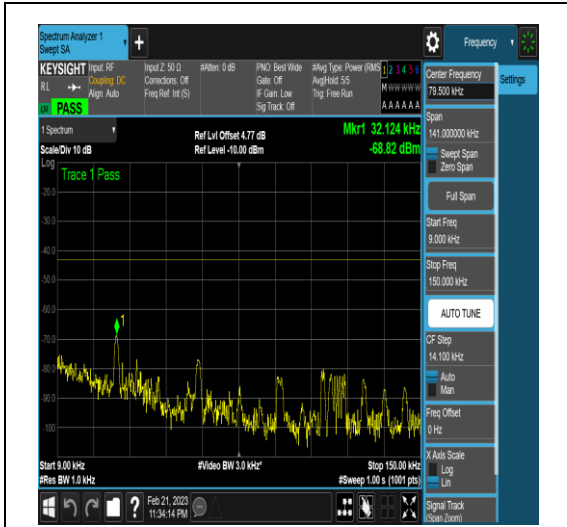 Spectrum Analyzer 1
Swept SA
+
Frequency
KEYSIGHT
RL
PASS
Input: RF
Coupling: DC
Align: Auto
Input Z: 50 Ω
Corrections: Off
Freq Ref: Int (S)
#Atten: 0 dB
PNO: Best Wide
Gate: Off
IF Gain: Low
Sig Track: Off
#Avg Type: Power (RMS
Avg|Hold: 5/5
Trig: Free Run
1 2 3 4 5 6
M W W W W W
A A A A A A
1 Spectrum
Scale/Div 10 dB
Ref Lvl Offset 4.77 dB
Ref Level -10.00 dBm
Mkr1 32.124 kHz
-68.82 dBm
Log
Trace 1 Pass
-20.0
-30.0
-40.0
-50.0
-60.0
-70.0
-80.0
-90.0
-100
1
Start 9.00 kHz
#Res BW 1.0 kHz
#Video BW 3.0 kHz*
Stop 150.00 kHz
#Sweep 1.00 s (1001 pts)
Feb 21, 2023
11:34:14 PM
Center Frequency
79.500 kHz
Settings
Span
141.000000 kHz
Swept Span
Zero Span
Full Span
Start Freq
9.000 kHz
Stop Freq
150.000 kHz
AUTO TUNE
CF Step
14.100 kHz
Auto
Man
Freq Offset
0 Hz
X Axis Scale
Log
Lin
Signal Track
(Span Zoom)